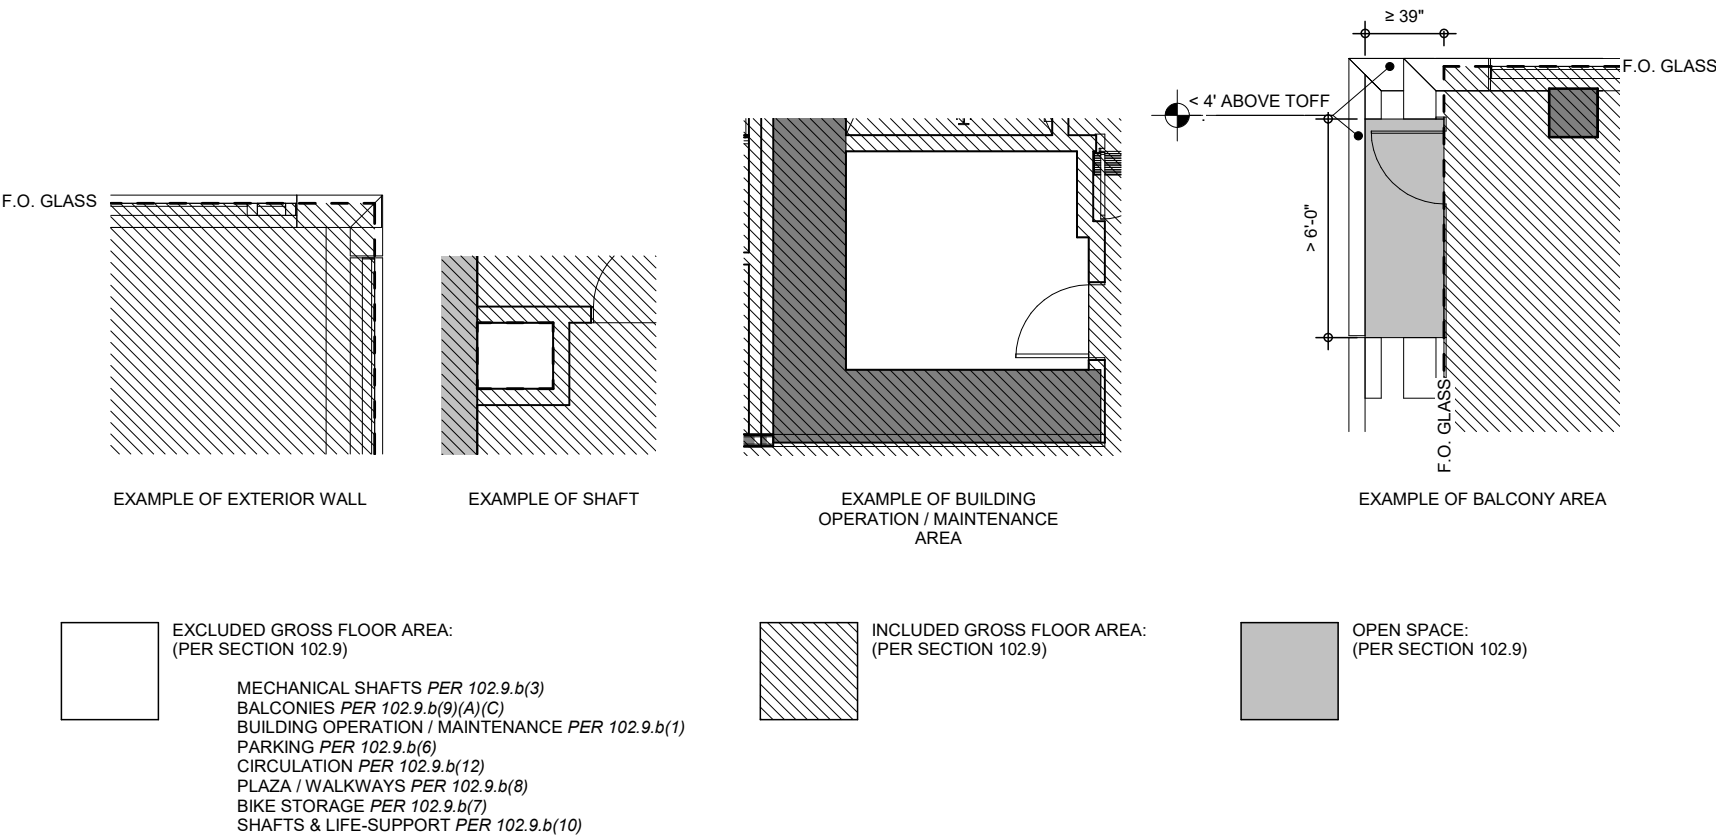 ≥ 39"
F.O. GLASS
< 4' ABOVE TOFF
F.O. GLASS
> 6'-0"
F.O. GLASS
EXAMPLE OF EXTERIOR WALL
EXAMPLE OF SHAFT
EXAMPLE OF BUILDING
OPERATION / MAINTENANCE
AREA
EXAMPLE OF BALCONY AREA
EXCLUDED GROSS FLOOR AREA:
(PER SECTION 102.9)
MECHANICAL SHAFTS PER 102.9.b(3)
BALCONIES PER 102.9.b(9)(A)(C)
BUILDING OPERATION / MAINTENANCE PER 102.9.b(1)
PARKING PER 102.9.b(6)
CIRCULATION PER 102.9.b(12)
PLAZA / WALKWAYS PER 102.9.b(8)
BIKE STORAGE PER 102.9.b(7)
SHAFTS & LIFE-SUPPORT PER 102.9.b(10)
INCLUDED GROSS FLOOR AREA:
(PER SECTION 102.9)
OPEN SPACE:
(PER SECTION 102.9)